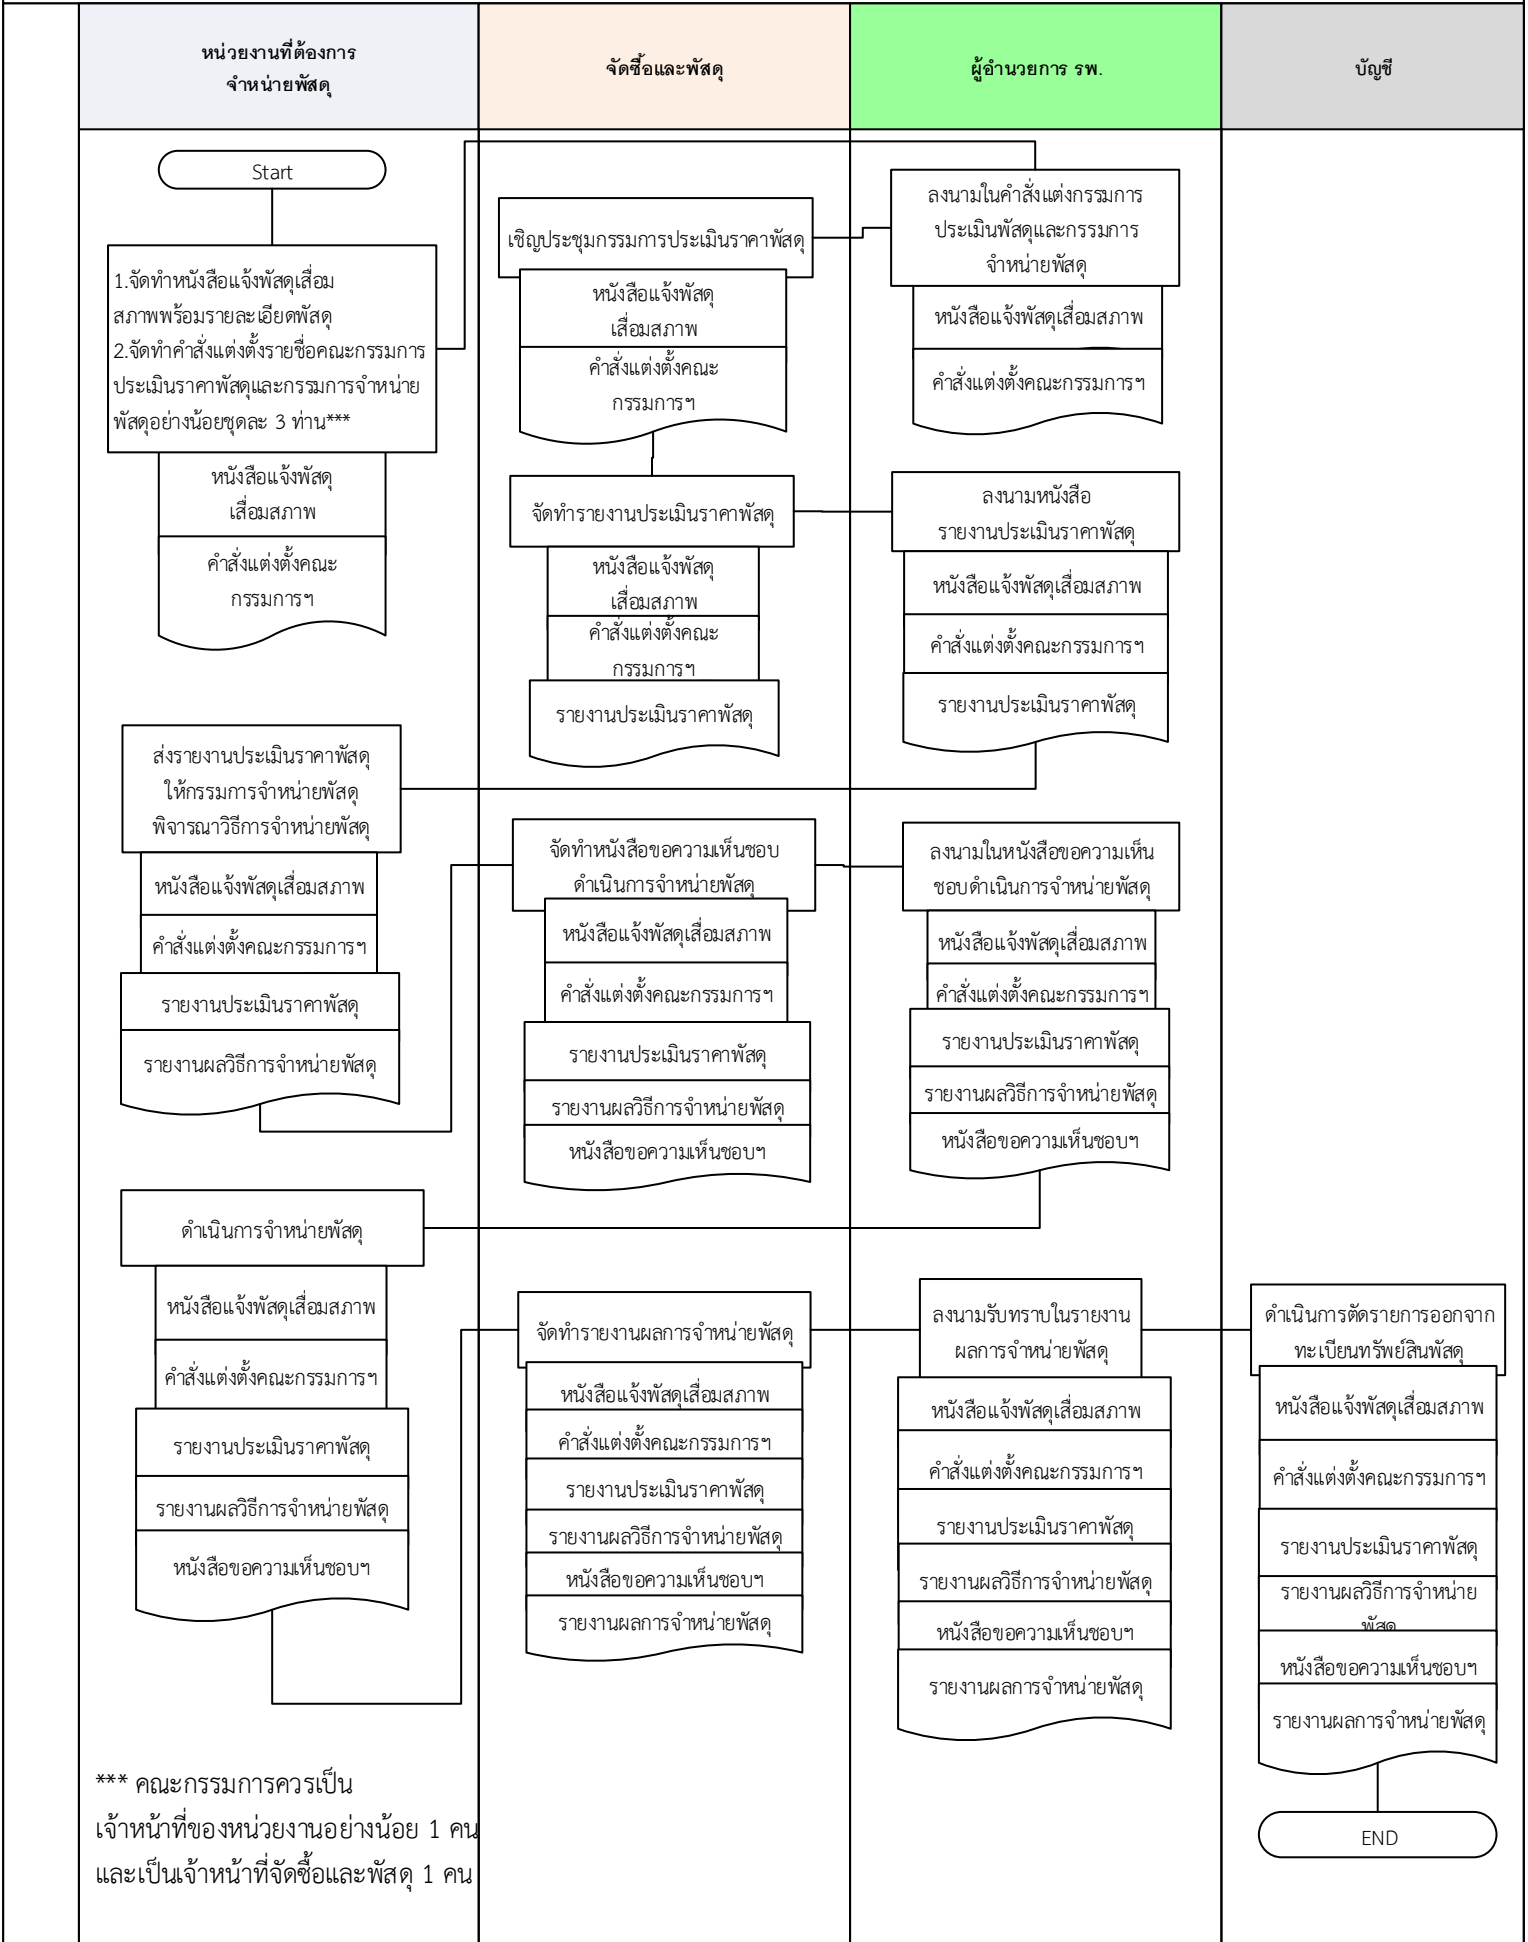 หน่วยงานที่ต้องการ
จำหน่ายพัสดุ
จัดซื้อและพัสดุ
ผู้อำนวยการ รพ.
บัญชี
Start
1.จัดทำหนังสือแจ้งพัสดุเสื่อม
สภาพพร้อมรายละเอียดพัสดุ
2.จัดทำคำสั่งแต่งตั้งรายชื่อคณะกรรมการ
ประเมินราคาพัสดุและกรรมการจำหน่าย
พัสดุอย่างน้อยชุดละ 3 ท่าน***
หนังสือแจ้งพัสดุ
เสื่อมสภาพ
คำสั่งแต่งตั้งคณะ
กรรมการฯ
ลงนามในคำสั่งแต่งกรรมการ
ประเมินพัสดุและกรรมการ
จำหน่ายพัสดุ
หนังสือแจ้งพัสดุเสื่อมสภาพ
คำสั่งแต่งตั้งคณะกรรมการฯ
เชิญประชุมกรรมการประเมินราคาพัสดุ
หนังสือแจ้งพัสดุ
เสื่อมสภาพ
คำสั่งแต่งตั้งคณะ
กรรมการฯ
จัดทำรายงานประเมินราคาพัสดุ
หนังสือแจ้งพัสดุ
เสื่อมสภาพ
คำสั่งแต่งตั้งคณะ
กรรมการฯ
รายงานประเมินราคาพัสดุ
ลงนามหนังสือ
รายงานประเมินราคาพัสดุ
หนังสือแจ้งพัสดุเสื่อมสภาพ
คำสั่งแต่งตั้งคณะกรรมการฯ
รายงานประเมินราคาพัสดุ
ส่งรายงานประเมินราคาพัสดุ
ให้กรรมการจำหน่ายพัสดุ
พิจารณาวิธีการจำหน่ายพัสดุ
หนังสือแจ้งพัสดุเสื่อมสภาพ
คำสั่งแต่งตั้งคณะกรรมการฯ
รายงานประเมินราคาพัสดุ
รายงานผลวิธีการจำหน่ายพัสดุ
จัดทำหนังสือขอความเห็นชอบ
ดำเนินการจำหน่ายพัสดุ
หนังสือแจ้งพัสดุเสื่อมสภาพ
คำสั่งแต่งตั้งคณะกรรมการฯ
รายงานประเมินราคาพัสดุ
รายงานผลวิธีการจำหน่ายพัสดุ
หนังสือขอความเห็นชอบฯ
ลงนามในหนังสือขอความเห็น
ชอบดำเนินการจำหน่ายพัสดุ
หนังสือแจ้งพัสดุเสื่อมสภาพ
คำสั่งแต่งตั้งคณะกรรมการฯ
รายงานประเมินราคาพัสดุ
รายงานผลวิธีการจำหน่ายพัสดุ
หนังสือขอความเห็นชอบฯ
ดำเนินการจำหน่ายพัสดุ
หนังสือแจ้งพัสดุเสื่อมสภาพ
คำสั่งแต่งตั้งคณะกรรมการฯ
รายงานประเมินราคาพัสดุ
รายงานผลวิธีการจำหน่ายพัสดุ
หนังสือขอความเห็นชอบฯ
จัดทำรายงานผลการจำหน่ายพัสดุ
หนังสือแจ้งพัสดุเสื่อมสภาพ
คำสั่งแต่งตั้งคณะกรรมการฯ
รายงานประเมินราคาพัสดุ
รายงานผลวิธีการจำหน่ายพัสดุ
หนังสือขอความเห็นชอบฯ
รายงานผลการจำหน่ายพัสดุ
ลงนามรับทราบในรายงาน
ผลการจำหน่ายพัสดุ
หนังสือแจ้งพัสดุเสื่อมสภาพ
คำสั่งแต่งตั้งคณะกรรมการฯ
รายงานประเมินราคาพัสดุ
รายงานผลวิธีการจำหน่ายพัสดุ
หนังสือขอความเห็นชอบฯ
รายงานผลการจำหน่ายพัสดุ
ดำเนินการตัดรายการออกจาก
ทะเบียนทรัพย์สินพัสดุ
หนังสือแจ้งพัสดุเสื่อมสภาพ
คำสั่งแต่งตั้งคณะกรรมการฯ
รายงานประเมินราคาพัสดุ
รายงานผลวิธีการจำหน่าย
พัสดุ
หนังสือขอความเห็นชอบฯ
รายงานผลการจำหน่ายพัสดุ
END
*** คณะกรรมการควรเป็น
เจ้าหน้าที่ของหน่วยงานอย่างน้อย 1 คน
และเป็นเจ้าหน้าที่จัดซื้อและพัสดุ 1 คน